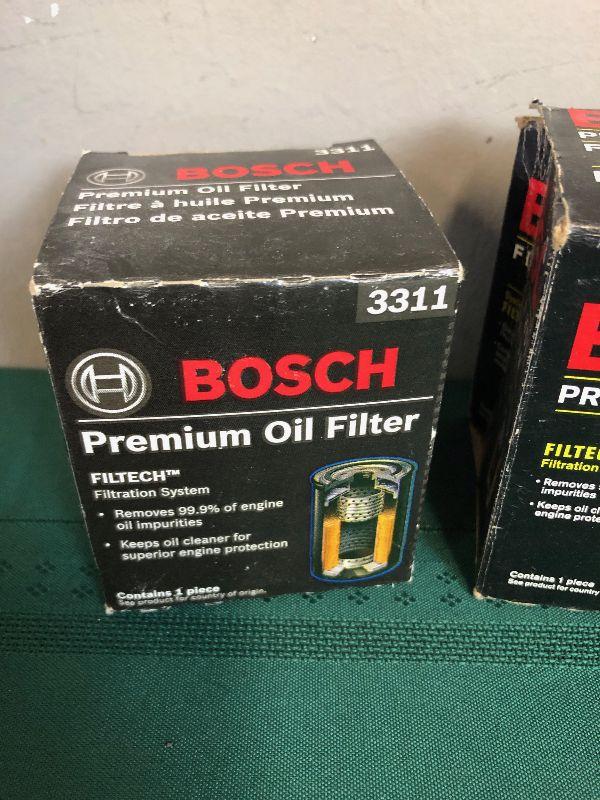 3311
BOSCH
Premium Oil Filter
Filtre à huile Premium
Filtro de aceite Premium
3311
BOSCH
Premium Oil Filter
FILTECH™
Filtration System
• Removes 99.9% of engine
oil impurities
• Keeps oil cleaner for
superior engine protection
Contains 1 piece
See product for country of origin.
PR
FILTE
Filtration
• Removes
impurities
• Keeps oil cl
engine prote
Contains 1 piece
See product for country